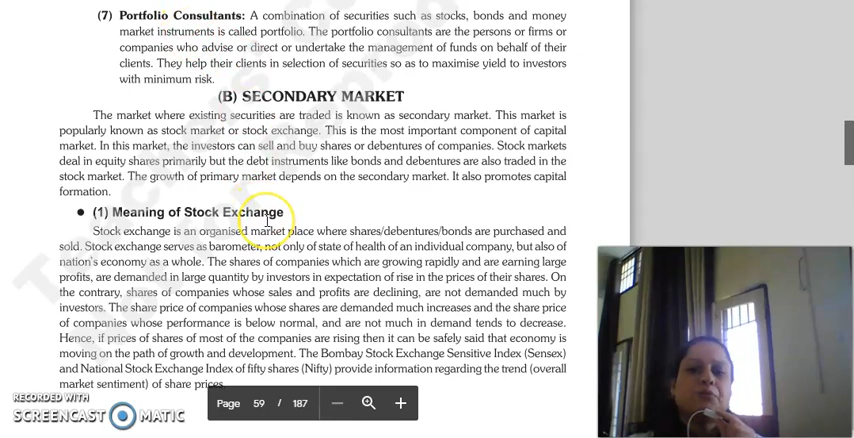 (7) Portfolio Consultants: A combination of securities such as stocks, bonds and money
market instruments is called portfolio. The portfolio consultants are the persons or firms or
companies who advise or direct or undertake the management of funds on behalf of their
clients. They help their clients in selection of securities so as to maximise yield to investors
with minimum risk.
(B) SECONDARY MARKET
The market where existing securities are traded is known as secondary market. This market is
popularly known as stock market or stock exchange. This is the most important component of capital
market. In this market, the investors can sell and buy shares or debentures of companies. Stock markets
deal in equity shares primarily but the debt instruments like bonds and debentures are also traded in the
stock market. The growth of primary market depends on the secondary market. It also promotes capital
formation.
● (1) Meaning of Stock Exchange
Stock exchange is an organised market place where shares/debentures/bonds are purchased and
sold. Stock exchange serves as barometer, not only of state of health of an individual company, but also of
nation's economy as a whole. The shares of companies which are growing rapidly and are earning large
profits, are demanded in large quantity by investors in expectation of rise in the prices of their shares. On
the contrary, shares of companies whose sales and profits are declining, are not demanded much by
investors. The share price of companies whose shares are demanded much increases and the share price
of companies whose performance is below normal, and are not much in demand tends to decrease.
Hence, if prices of shares of most of the companies are rising then it can be safely said that economy is
moving on the path of growth and development. The Bombay Stock Exchange Sensitive Index (Sensex)
and National Stock Exchange Index of fifty shares (Nifty) provide information regarding the trend (overall
market sentiment) of share prices.
Page 59 / 187
RECORDED WITH
SCREENCAST MATIC